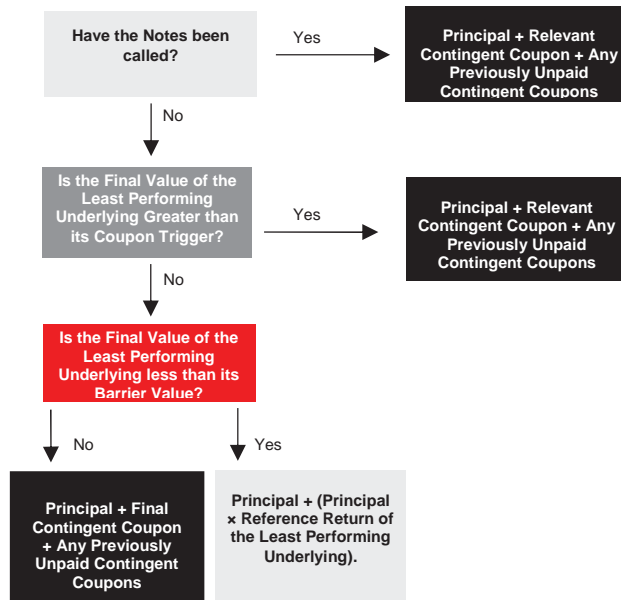 Have the Notes been
called?
Yes
Principal + Relevant
Contingent Coupon + Any
Previously Unpaid
Contingent Coupons
No
Is the Final Value of the
Least Performing
Underlying Greater than
its Coupon Trigger?
Yes
Principal + Relevant
Contingent Coupon + Any
Previously Unpaid
Contingent Coupons
No
Is the Final Value of the
Least Performing
Underlying less than its
Barrier Value?
No
Yes
Principal + Final
Contingent Coupon
+ Any Previously
Unpaid Contingent
Coupons
Principal + (Principal
× Reference Return of
the Least Performing
Underlying).